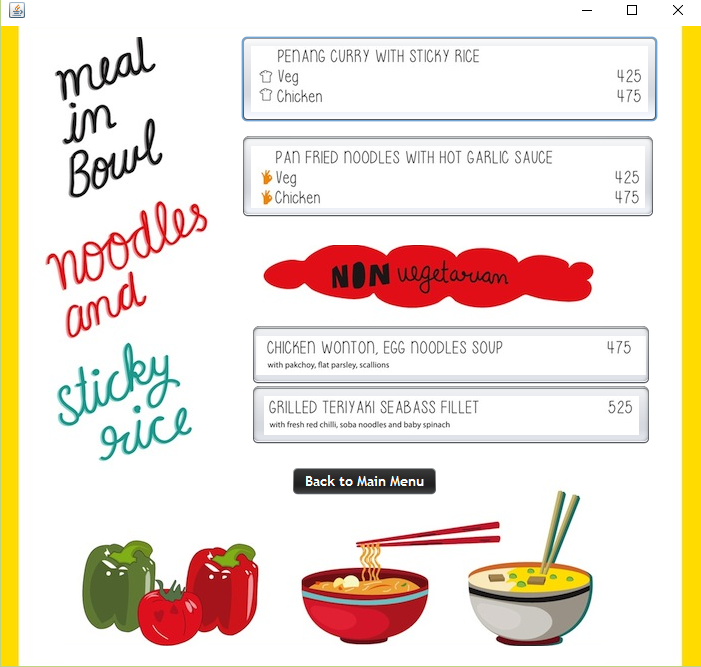 meal
in
Bowl
noodles
and
sticky
rice
PENANG CURRY WITH STICKY RICE
Veg 425
Chicken 475
PAN FRIED NOODLES WITH HOT GARLIC SAUCE
Veg 425
Chicken 475
NON vegetarian
CHICKEN WONTON, EGG NOODLES SOUP 475
with pakchoy, flat parsley, scallions
GRILLED TERIYAKI SEABASS FILLET 525
with fresh red chilli, soba noodles and baby spinach
Back to Main Menu